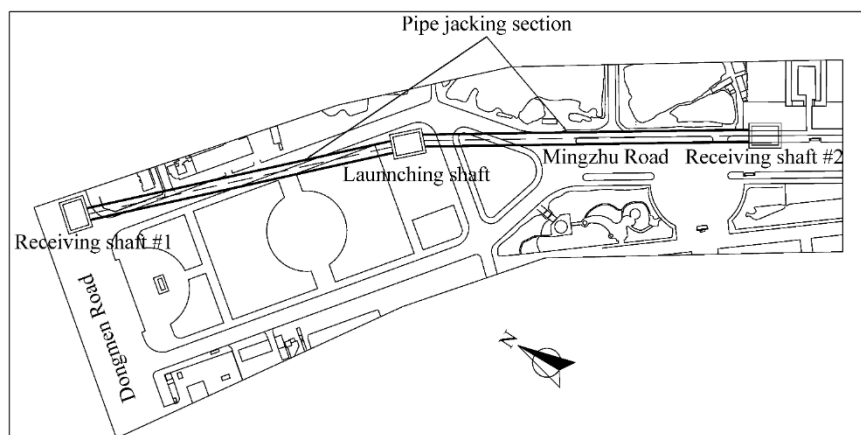 Pipe jacking section
Launnching shaft
Mingzhu Road
Receiving shaft #2
Receiving shaft #1
Dongmen Road
N